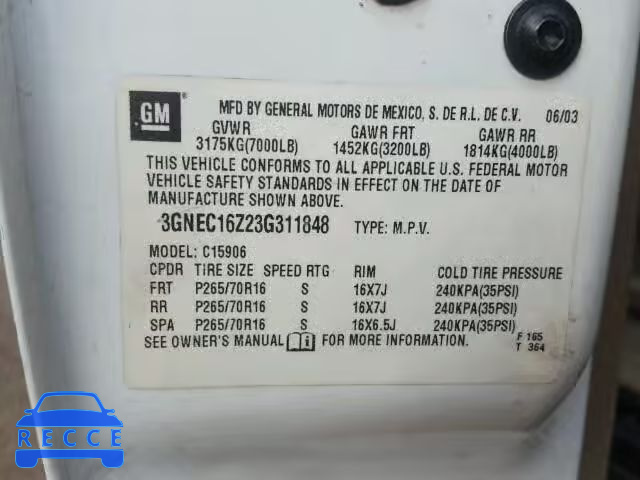 GM
MFD BY GENERAL MOTORS DE MEXICO, S. DE R.L. DE C.V. 06/03
GVWR GAWR FRT GAWR RR
3175KG(7000LB) 1452KG(3200LB) 1814KG(4000LB)
THIS VEHICLE CONFORMS TO ALL APPLICABLE U.S. FEDERAL MOTOR
VEHICLE SAFETY STANDARDS IN EFFECT ON THE DATE OF
MANUFACTURE SHOWN ABOVE.
3GNEC16Z23G311848 TYPE: M.P.V.
MODEL: C15906
CPDR TIRE SIZE SPEED RTG RIM COLD TIRE PRESSURE
FRT P265/70R16 S 16X7J 240KPA(35PSI)
RR P265/70R16 S 16X7J 240KPA(35PSI)
SPA P265/70R16 S 16X6.5J 240KPA(35PSI)
SEE OWNER'S MANUAL FOR MORE INFORMATION.
F 165
T 364
RECCE